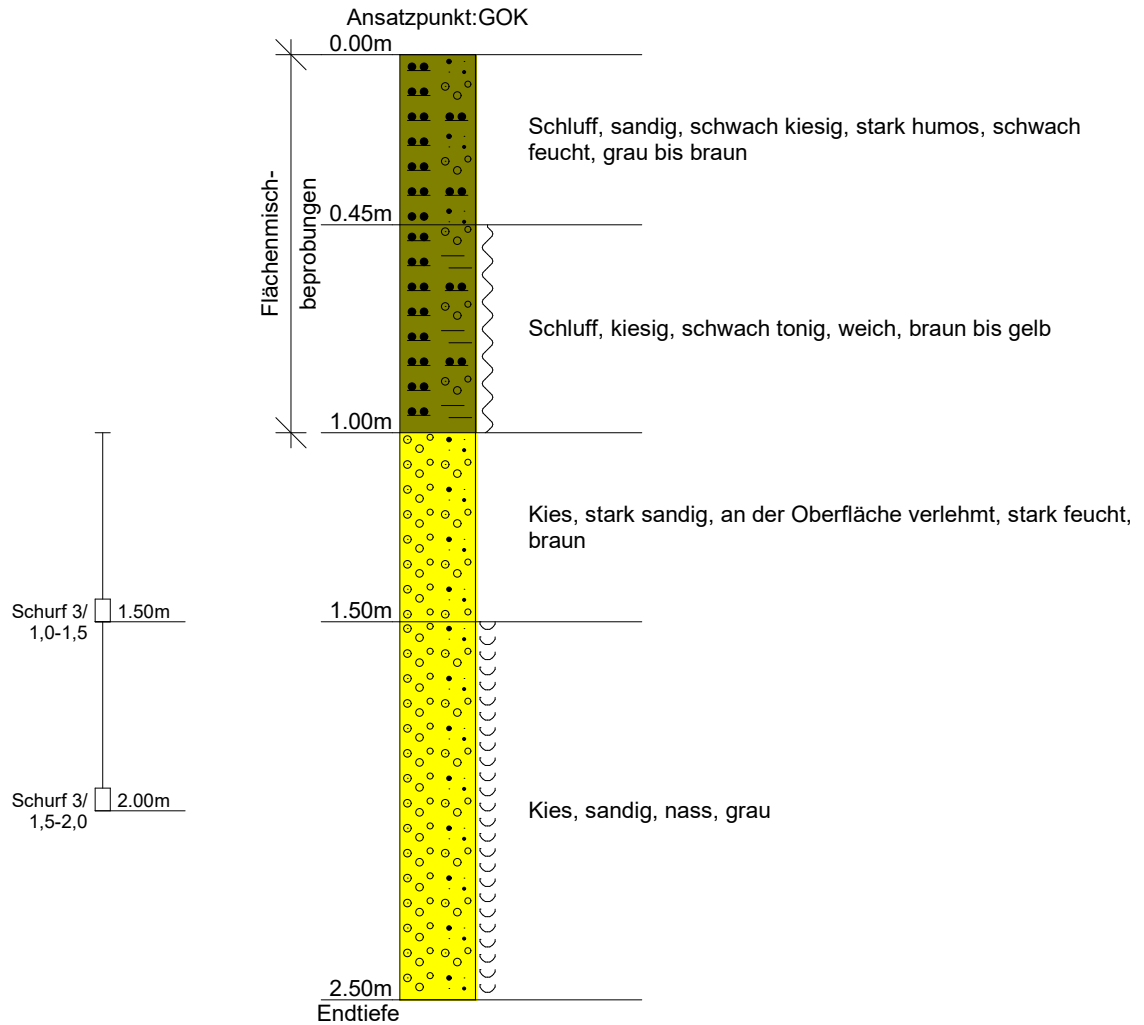 Ansatzpunkt:GOK
0.00m
Schluff, sandig, schwach kiesig, stark humos, schwach
feucht, grau bis braun
Flächenmisch-
beprobungen
0.45m
Schluff, kiesig, schwach tonig, weich, braun bis gelb
1.00m
Kies, stark sandig, an der Oberfläche verlehmt, stark feucht,
braun
Schurf 3/
1,0-1,5
1.50m
1.50m
Schurf 3/
1,5-2,0
2.00m
Kies, sandig, nass, grau
2.50m
Endtiefe